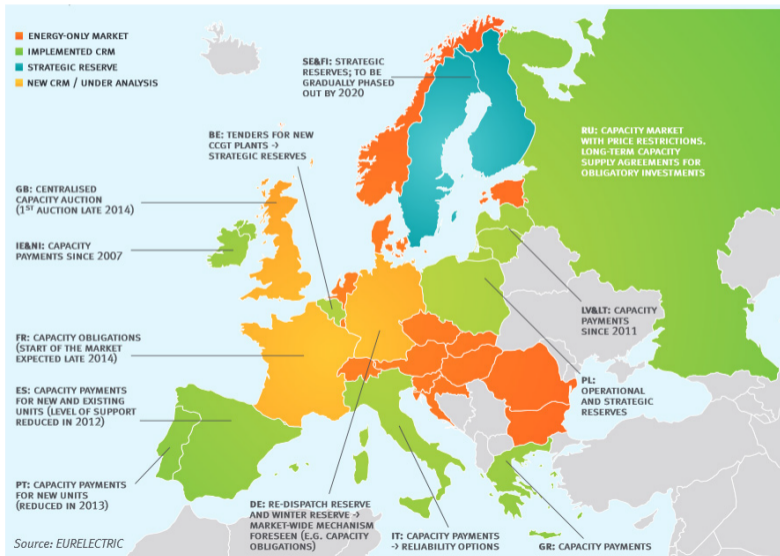 ENERGY-ONLY MARKET
IMPLEMENTED CRM
STRATEGIC RESERVE
NEW CRM / UNDER ANALYSIS
SE&FI: STRATEGIC
RESERVES; TO BE
GRADUALLY PHASED
OUT BY 2020
BE: TENDERS FOR NEW
CCGT PLANTS →
STRATEGIC RESERVES
RU: CAPACITY MARKET
WITH PRICE RESTRICTIONS.
LONG-TERM CAPACITY
SUPPLY AGREEMENTS FOR
OBLIGATORY INVESTMENTS
GB: CENTRALISED
CAPACITY AUCTION
(1ST AUCTION LATE 2014)
IE&NI: CAPACITY
PAYMENTS SINCE 2007
LV&LT: CAPACITY
PAYMENTS
SINCE 2011
FR: CAPACITY OBLIGATIONS
(START OF THE MARKET
EXPECTED LATE 2014)
PL:
OPERATIONAL
AND STRATEGIC
RESERVES
ES: CAPACITY PAYMENTS
FOR NEW AND EXISTING
UNITS (LEVEL OF SUPPORT
REDUCED IN 2012)
PT: CAPACITY PAYMENTS
FOR NEW UNITS
(REDUCED IN 2013)
DE: RE-DISPATCH RESERVE
AND WINTER RESERVE →
MARKET-WIDE MECHANISM
FORESEEN (E.G. CAPACITY
OBLIGATIONS)
IT: CAPACITY PAYMENTS
→ RELIABILITY OPTIONS
GR: CAPACITY PAYMENTS
Source: EURELECTRIC